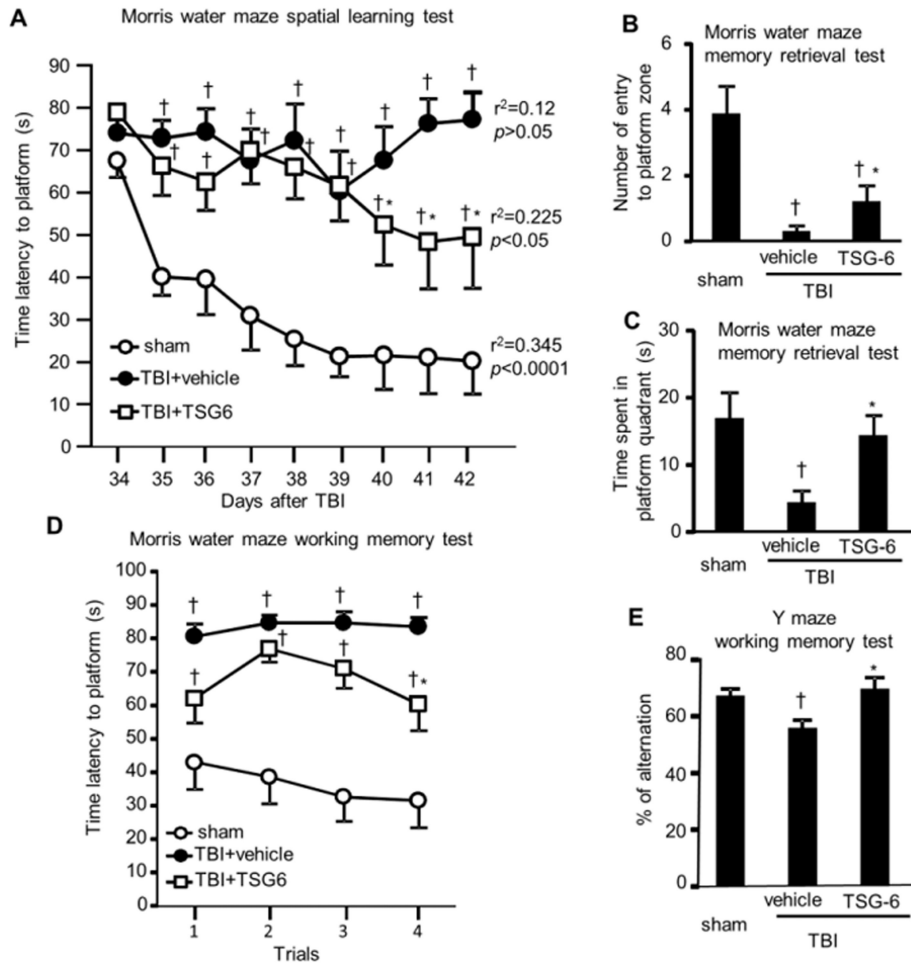 A
Morris water maze spatial learning test
Time latency to platform (s)
90
80
70
60
50
40
30
20
10
0
† † † † † † † †
† † † † † †* †* †*
r²=0.12
p>0.05
r²=0.225
p<0.05
r²=0.345
p<0.0001
sham
TBI+vehicle
TBI+TSG6
34 35 36 37 38 39 40 41 42
Days after TBI
B
Morris water maze
memory retrieval test
Number of entry
to platform zone
6
4
2
0
†
† *
sham
vehicle
TSG-6
TBI
C
Morris water maze
memory retrieval test
Time spent in
platform quadrant (s)
30
20
10
0
†
*
sham
vehicle
TSG-6
TBI
D
Morris water maze working memory test
Time latency to platform (s)
100
90
80
70
60
50
40
30
20
10
0
† † † †
† † † †*
sham
TBI+vehicle
TBI+TSG6
1 2 3 4
Trials
E
Y maze
working memory test
% of alternation
80
60
40
20
0
†
*
sham
vehicle
TSG-6
TBI